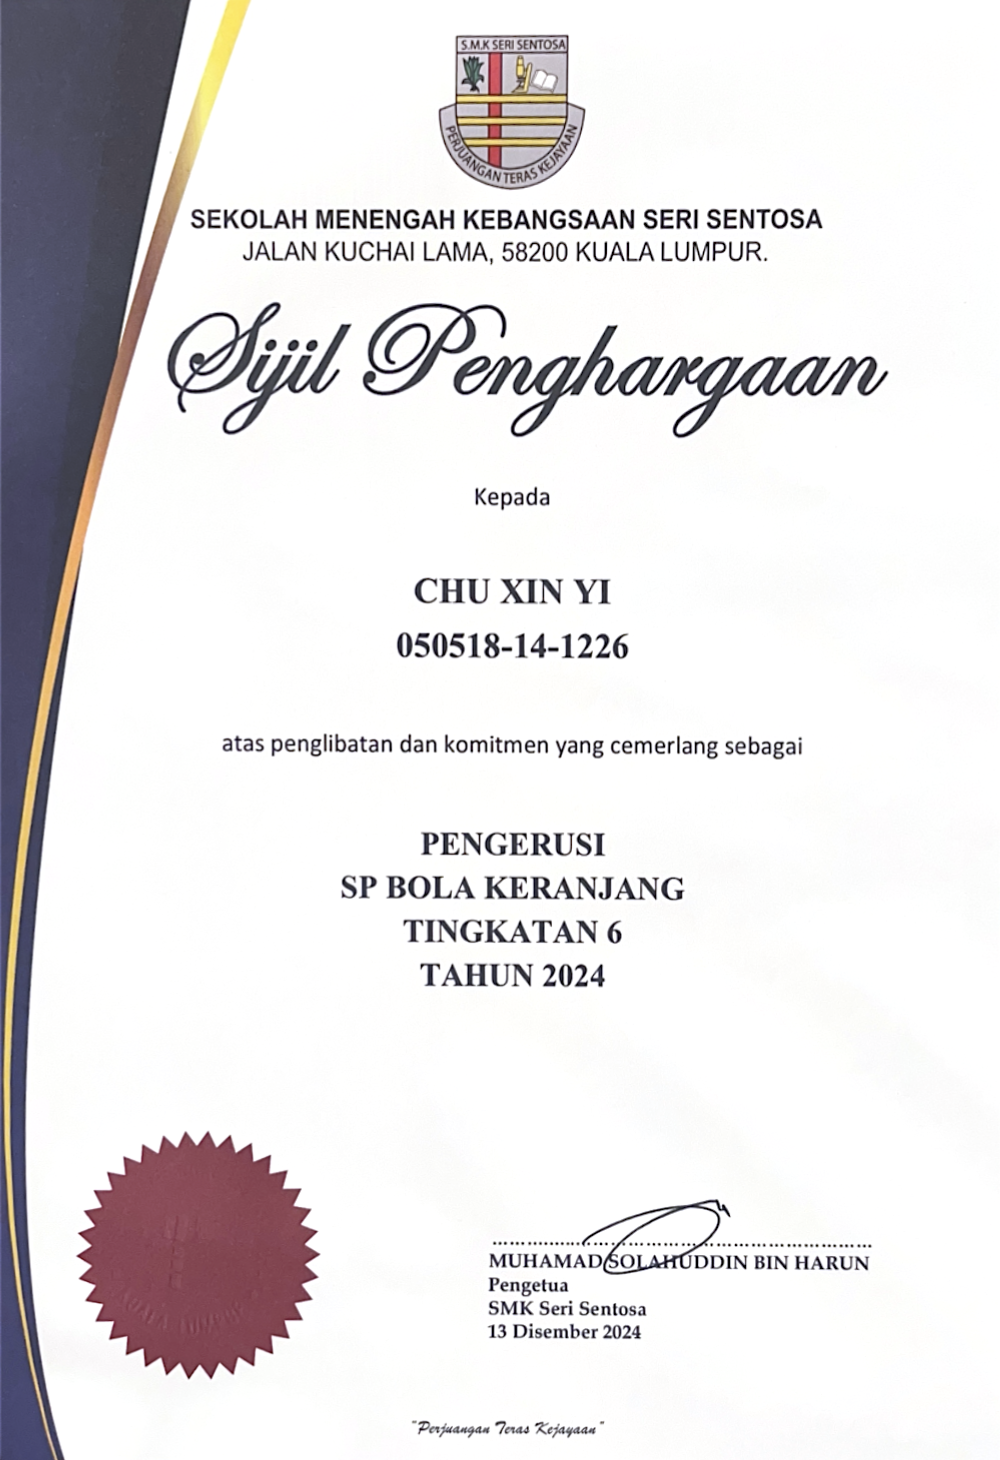 S.M.K SERI SENTOSA
PERJUANGAN TERAS KEJAYAAN
SEKOLAH MENENGAH KEBANGSAAN SERI SENTOSA
JALAN KUCHAI LAMA, 58200 KUALA LUMPUR.
Sijil Penghargaan
Kepada
CHU XIN YI
050518-14-1226
atas penglibatan dan komitmen yang cemerlang sebagai
PENGERUSI
SP BOLA KERANJANG
TINGKATAN 6
TAHUN 2024
MUHAMAD SOLAHUDDIN BIN HARUN
Pengetua
SMK Seri Sentosa
13 Disember 2024
"Perjuangan Teras Kejayaan"